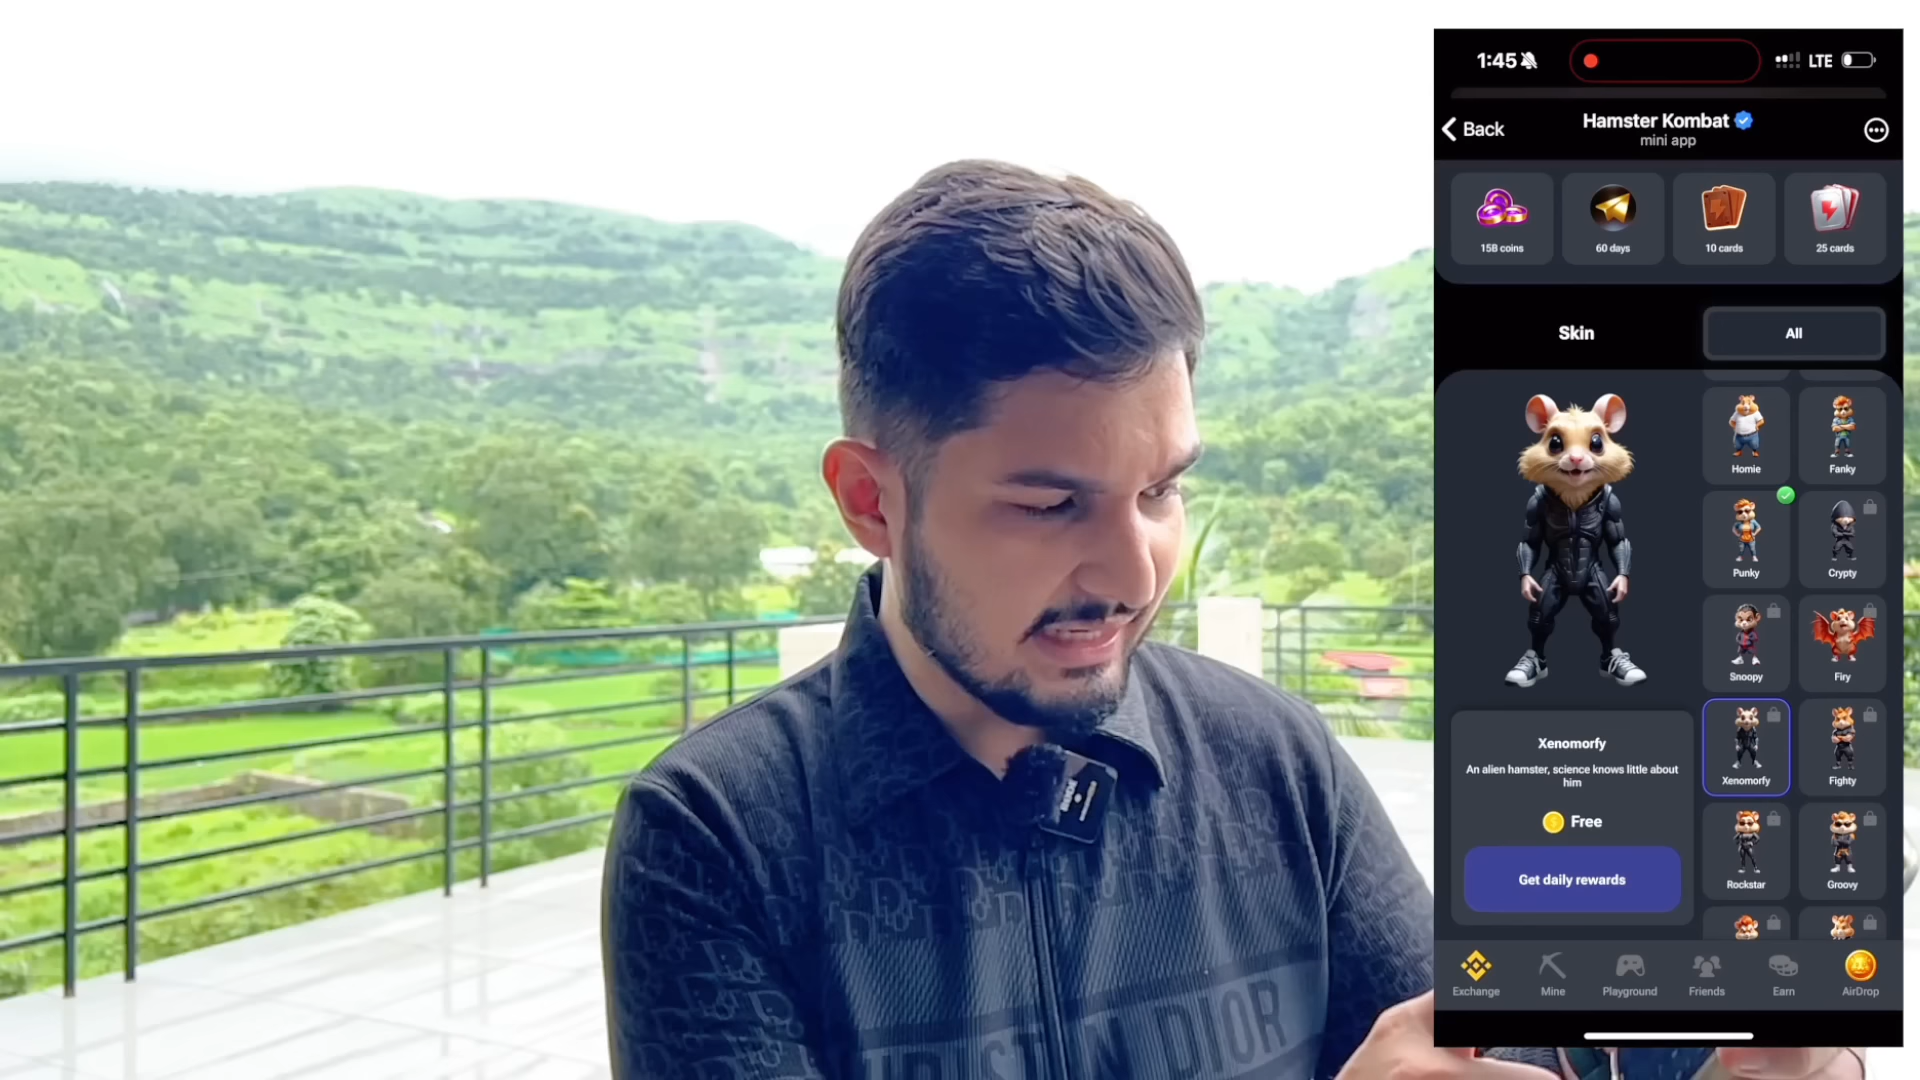 1:45
LTE
Back
Hamster Kombat
mini app
15B coins
60 days
10 cards
25 cards
Skin
All
Homie
Fanky
Punky
Crypty
Snoopy
Firy
Xenomorfy
Fighty
Rockstar
Groovy
Xenomorfy
An alien hamster, science knows little about
him
Free
Get daily rewards
Exchange
Mine
Playground
Friends
Earn
AirDrop
DIOR